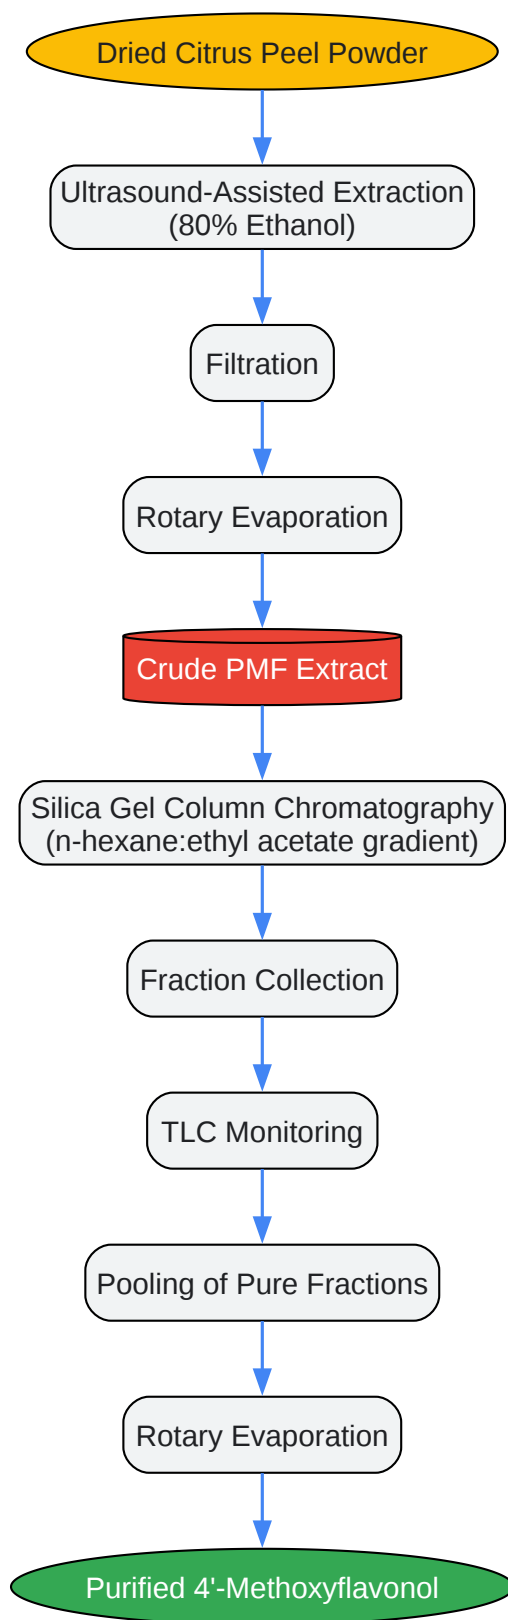 Dried Citrus Peel Powder
Ultrasound-Assisted Extraction
(80% Ethanol)
Filtration
Rotary Evaporation
Crude PMF Extract
Silica Gel Column Chromatography
(n-hexane:ethyl acetate gradient)
Fraction Collection
TLC Monitoring
Pooling of Pure Fractions
Rotary Evaporation
Purified 4'-Methoxyflavonol